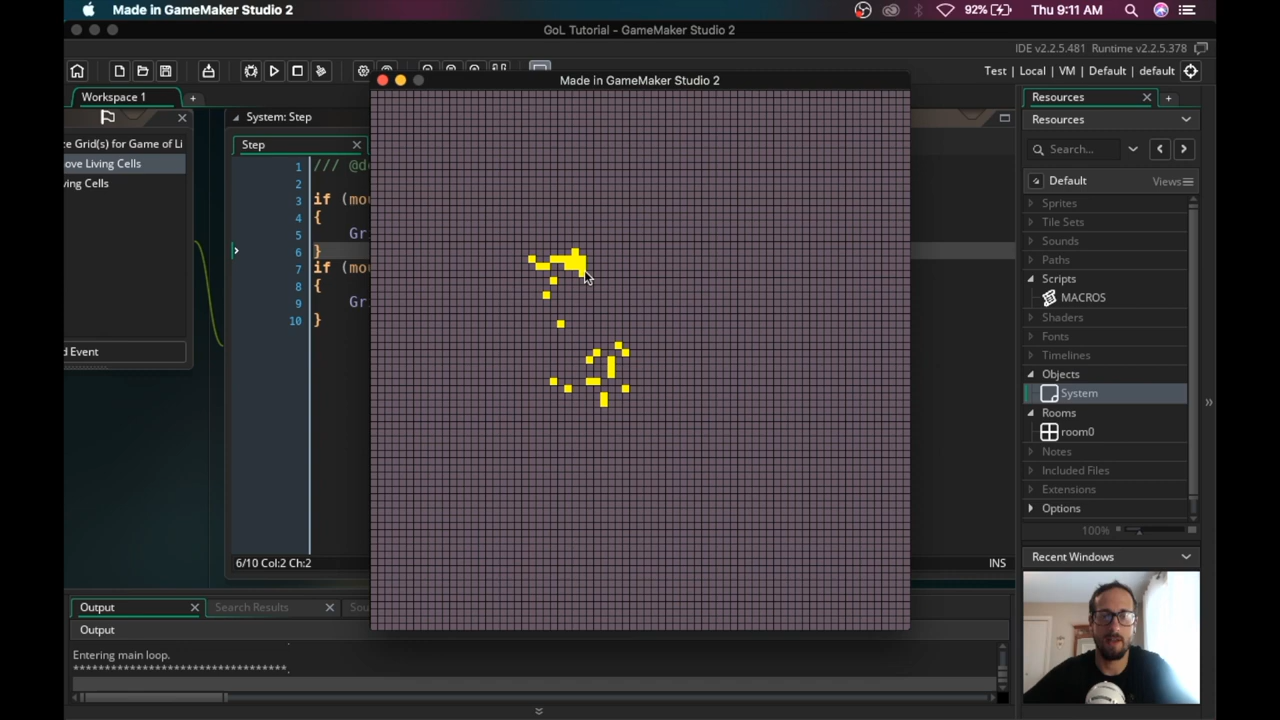 Made in GameMaker Studio 2
92%
Thu 9:11 AM
GoL Tutorial - GameMaker Studio 2
IDE v2.2.5.481 Runtime v2.2.5.378
Test | Local | VM | Default | default
Workspace 1
+
Made in GameMaker Studio 2
Resources
+
ce Grid(s) for Game of Li
ove Living Cells
ving Cells
d Event
System: Step
Step
1 /// @de
2
3 if (mou
4 {
5 Gr
6 }
7 if (mou
8 {
9 Gr
10 }
6/10 Col:2 Ch:2
INS
Resources
Search...
Default
Views
Sprites
Tile Sets
Sounds
Paths
Scripts
MACROS
Shaders
Fonts
Timelines
Objects
System
Rooms
room0
Notes
Included Files
Extensions
Options
100%
Recent Windows
Output
Search Results
Sou
Output
Entering main loop.
*********************************.